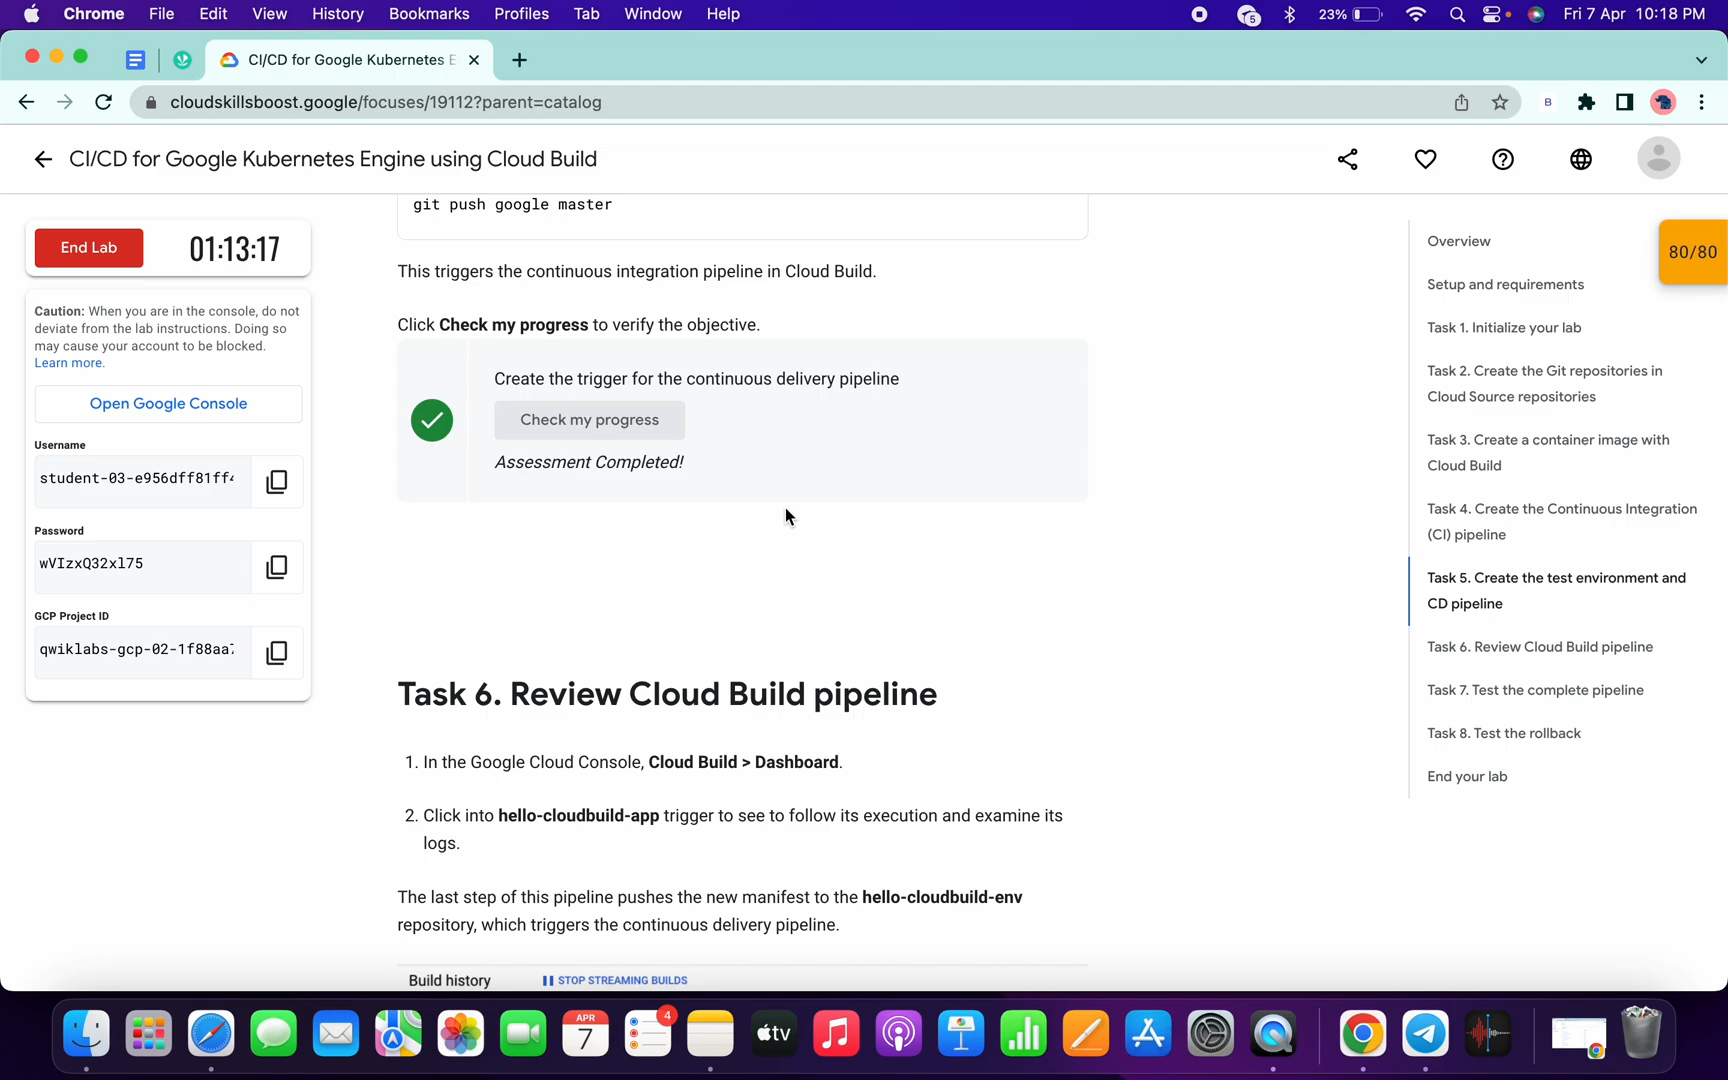 Chrome File Edit View History Bookmarks Profiles Tab Window Help 5 23% Fri 7 Apr 10:18 PM
CI/CD for Google Kubernetes E
cloudskillsboost.google/focuses/19112?parent=catalog B
CI/CD for Google Kubernetes Engine using Cloud Build
End Lab 01:13:17
Caution: When you are in the console, do not
deviate from the lab instructions. Doing so
may cause your account to be blocked.
Learn more.
Open Google Console
Username
student-03-e956dff81ff4
Password
wVIzxQ32xl75
GCP Project ID
qwiklabs-gcp-02-1f88aa7
git push google master
This triggers the continuous integration pipeline in Cloud Build.
Click Check my progress to verify the objective.
Create the trigger for the continuous delivery pipeline
Check my progress
Assessment Completed!
Task 6. Review Cloud Build pipeline
1. In the Google Cloud Console, Cloud Build > Dashboard.
2. Click into hello-cloudbuild-app trigger to see to follow its execution and examine its
logs.
The last step of this pipeline pushes the new manifest to the hello-cloudbuild-env
repository, which triggers the continuous delivery pipeline.
Build history STOP STREAMING BUILDS
80/80
Overview
Setup and requirements
Task 1. Initialize your lab
Task 2. Create the Git repositories in
Cloud Source repositories
Task 3. Create a container image with
Cloud Build
Task 4. Create the Continuous Integration
(CI) pipeline
Task 5. Create the test environment and
CD pipeline
Task 6. Review Cloud Build pipeline
Task 7. Test the complete pipeline
Task 8. Test the rollback
End your lab
APR
7
4
tv